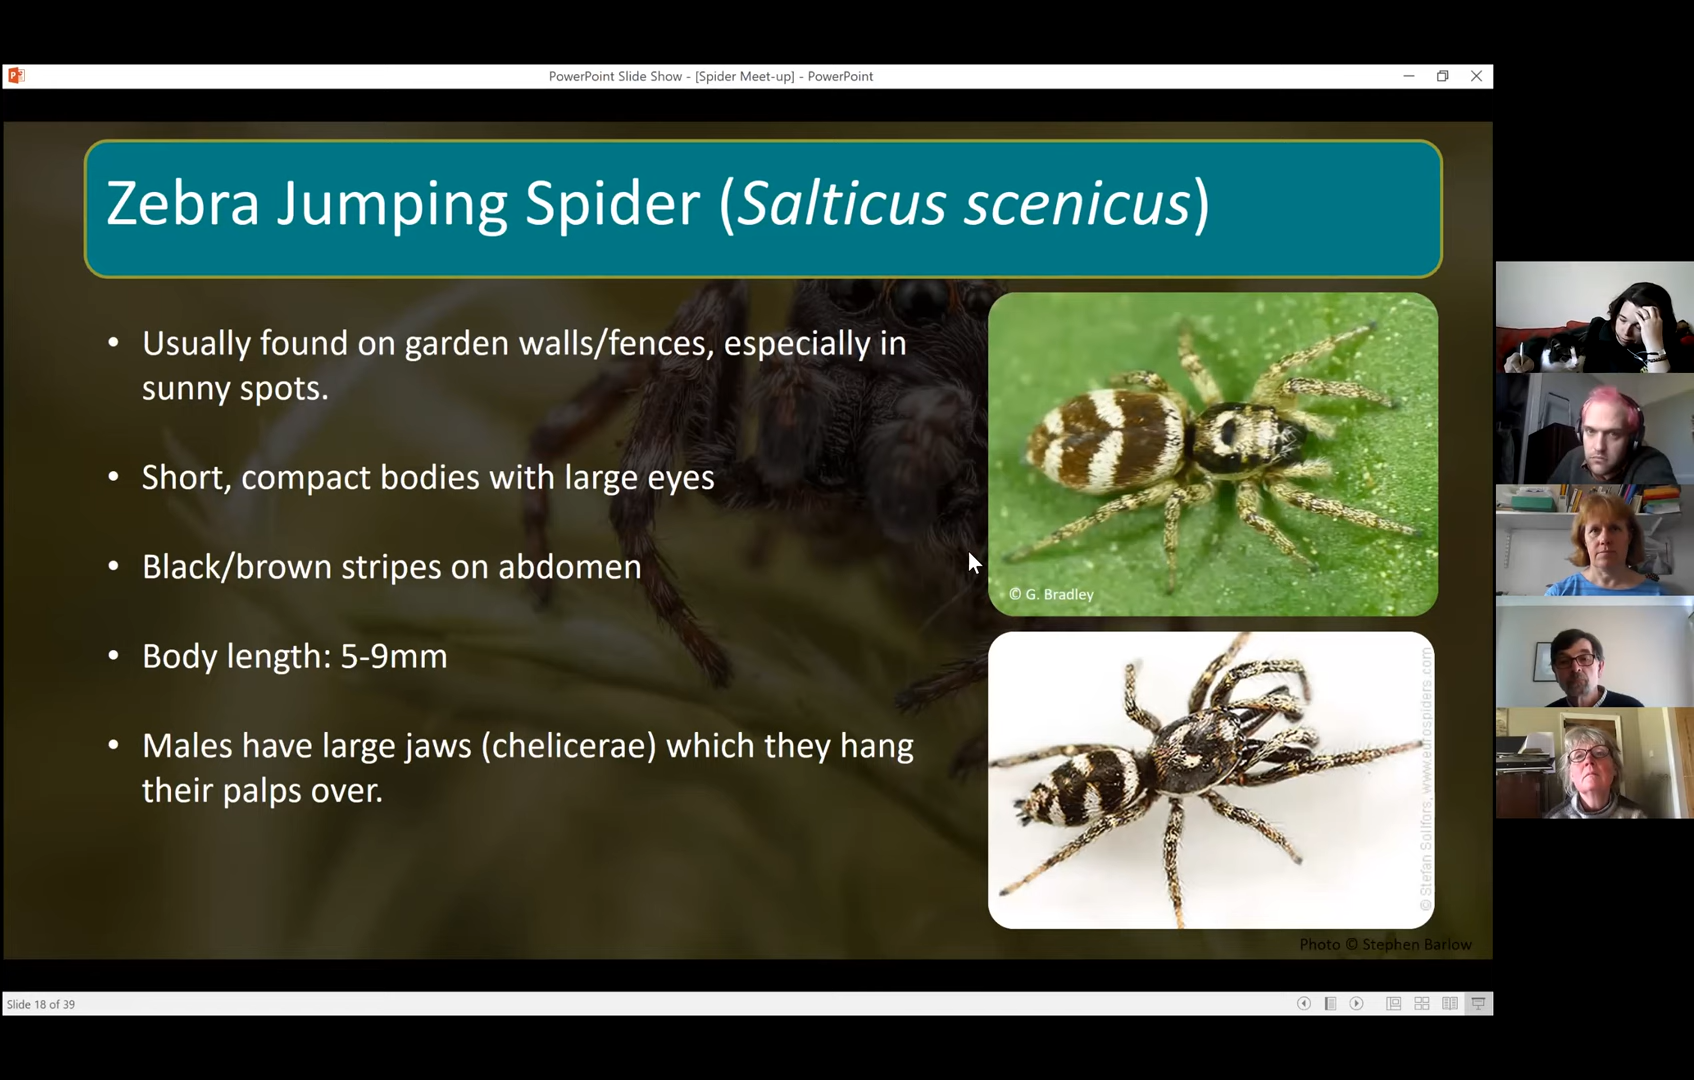 PowerPoint Slide Show - [Spider Meet-up] - PowerPoint
Zebra Jumping Spider (Salticus scenicus)
• Usually found on garden walls/fences, especially in
sunny spots.
• Short, compact bodies with large eyes
• Black/brown stripes on abdomen
• Body length: 5-9mm
• Males have large jaws (chelicerae) which they hang
their palps over.
© G. Bradley
© Stefan Sollfors, www.eurospiders.com
Photo © Stephen Barlow
Slide 18 of 39